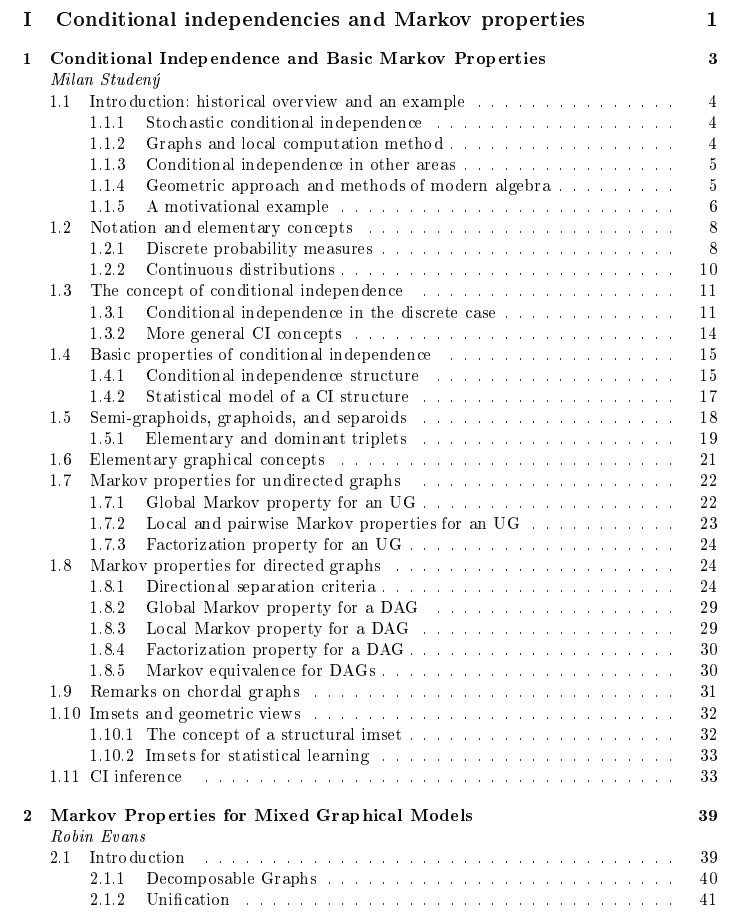 I Conditional independencies and Markov properties 1
1 Conditional Independence and Basic Markov Properties 3
Milan Studený
1.1 Introduction: historical overview and an example . . . . . . . . . . . . . . . 4
1.1.1 Stochastic conditional independence . . . . . . . . . . . . . . . . . . 4
1.1.2 Graphs and local computation method . . . . . . . . . . . . . . . . . 4
1.1.3 Conditional independence in other areas . . . . . . . . . . . . . . . . 5
1.1.4 Geometric approach and methods of modern algebra . . . . . . . . . 5
1.1.5 A motivational example . . . . . . . . . . . . . . . . . . . . . . . . . 6
1.2 Notation and elementary concepts . . . . . . . . . . . . . . . . . . . . . . . 8
1.2.1 Discrete probability measures . . . . . . . . . . . . . . . . . . . . . . 8
1.2.2 Continuous distributions . . . . . . . . . . . . . . . . . . . . . . . . . 10
1.3 The concept of conditional independence . . . . . . . . . . . . . . . . . . . 11
1.3.1 Conditional independence in the discrete case . . . . . . . . . . . . . 11
1.3.2 More general CI concepts . . . . . . . . . . . . . . . . . . . . . . . . 14
1.4 Basic properties of conditional independence . . . . . . . . . . . . . . . . . 15
1.4.1 Conditional independence structure . . . . . . . . . . . . . . . . . . 15
1.4.2 Statistical model of a CI structure . . . . . . . . . . . . . . . . . . . 17
1.5 Semi-graphoids, graphoids, and separoids . . . . . . . . . . . . . . . . . . . 18
1.5.1 Elementary and dominant triplets . . . . . . . . . . . . . . . . . . . 19
1.6 Elementary graphical concepts . . . . . . . . . . . . . . . . . . . . . . . . . 21
1.7 Markov properties for undirected graphs . . . . . . . . . . . . . . . . . . . 22
1.7.1 Global Markov property for an UG . . . . . . . . . . . . . . . . . . . 22
1.7.2 Local and pairwise Markov properties for an UG . . . . . . . . . . . 23
1.7.3 Factorization property for an UG . . . . . . . . . . . . . . . . . . . . 24
1.8 Markov properties for directed graphs . . . . . . . . . . . . . . . . . . . . . 24
1.8.1 Directional separation criteria . . . . . . . . . . . . . . . . . . . . . . 24
1.8.2 Global Markov property for a DAG . . . . . . . . . . . . . . . . . . 29
1.8.3 Local Markov property for a DAG . . . . . . . . . . . . . . . . . . . 29
1.8.4 Factorization property for a DAG . . . . . . . . . . . . . . . . . . . . 30
1.8.5 Markov equivalence for DAGs . . . . . . . . . . . . . . . . . . . . . . 30
1.9 Remarks on chordal graphs . . . . . . . . . . . . . . . . . . . . . . . . . . . 31
1.10 Imsets and geometric views . . . . . . . . . . . . . . . . . . . . . . . . . . . 32
1.10.1 The concept of a structural imset . . . . . . . . . . . . . . . . . . . . 32
1.10.2 Imsets for statistical learning . . . . . . . . . . . . . . . . . . . . . . 33
1.11 CI inference . . . . . . . . . . . . . . . . . . . . . . . . . . . . . . . . . . . 33
2 Markov Properties for Mixed Graphical Models 39
Robin Evans
2.1 Introduction . . . . . . . . . . . . . . . . . . . . . . . . . . . . . . . . . . . 39
2.1.1 Decomposable Graphs . . . . . . . . . . . . . . . . . . . . . . . . . . 40
2.1.2 Unification . . . . . . . . . . . . . . . . . . . . . . . . . . . . . . . . 41